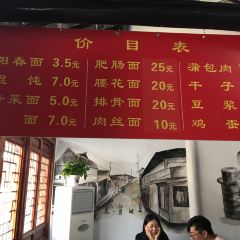 价目表
阳春面 3.5元 肥肠面 25元 蒲包肉
馄饨 7.0元 腰花面 20元 干子
青菜面 5.0元 排骨面 20元 豆浆
面 7.0元 肉丝面 10元 鸡蛋